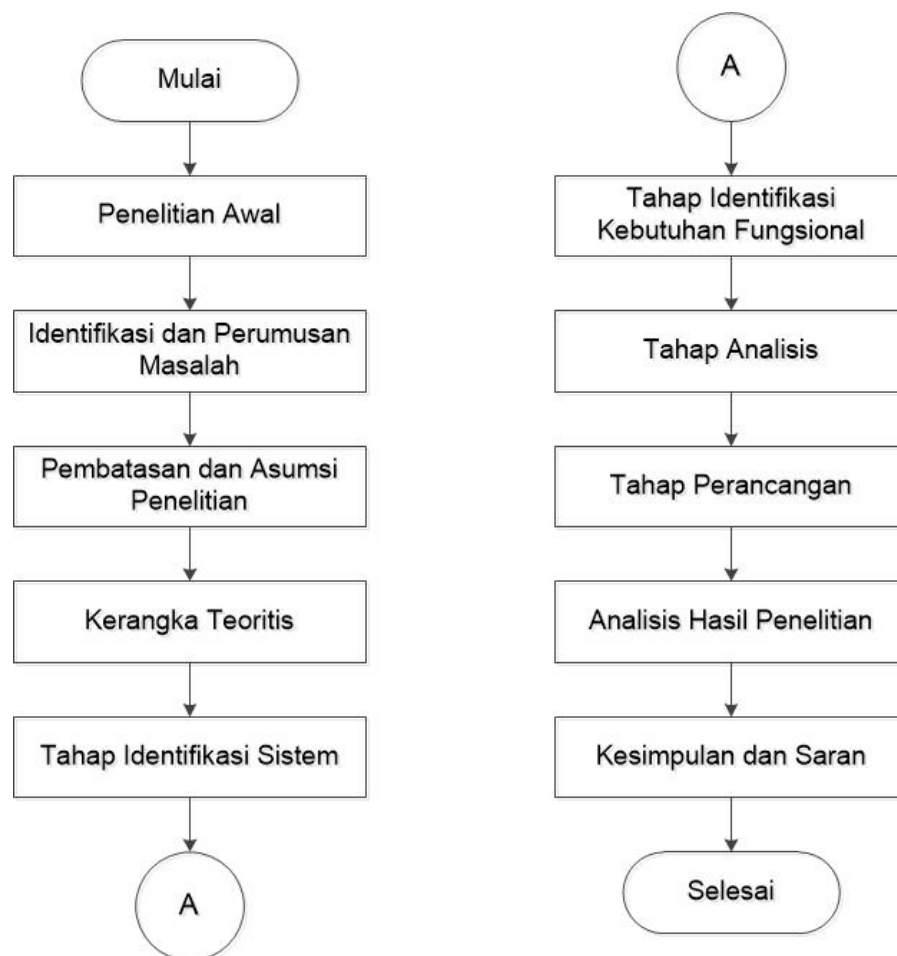 Mulai
Penelitian Awal
Identifikasi dan Perumusan
Masalah
Pembatasan dan Asumsi
Penelitian
Kerangka Teoritis
Tahap Identifikasi Sistem
A
A
Tahap Identifikasi
Kebutuhan Fungsional
Tahap Analisis
Tahap Perancangan
Analisis Hasil Penelitian
Kesimpulan dan Saran
Selesai